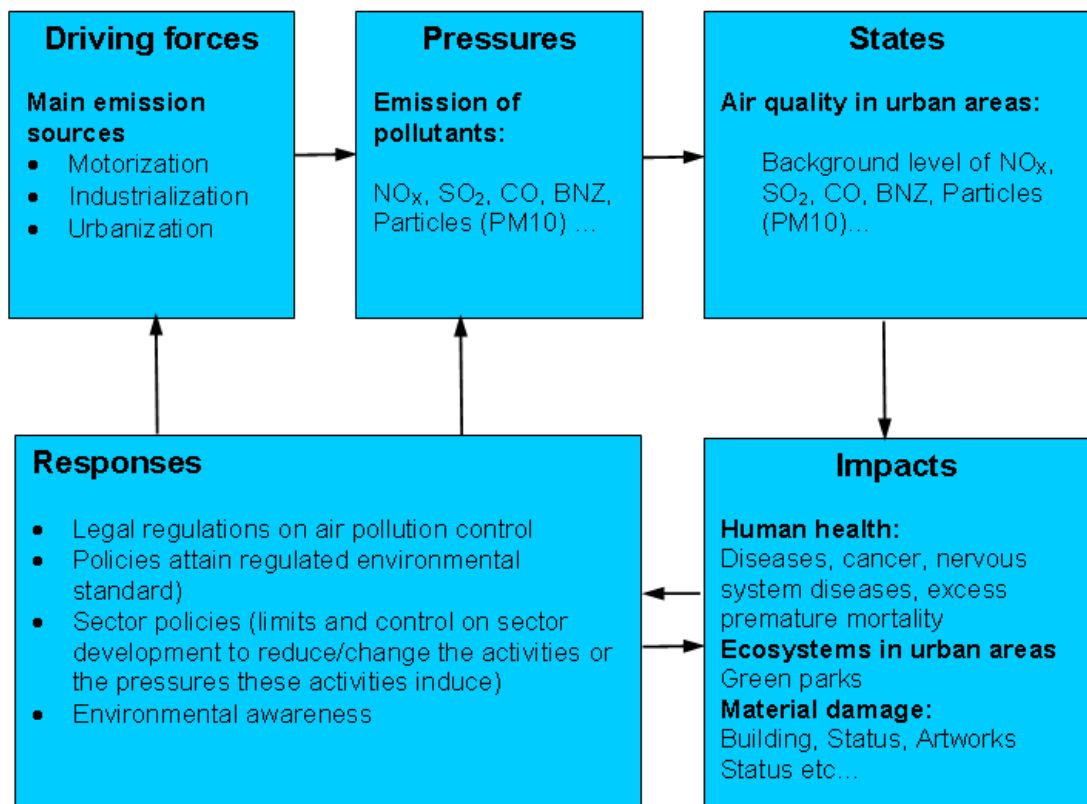 Driving forces
Main emission
sources
• Motorization
• Industrialization
• Urbanization
Pressures
Emission of
pollutants:
NOₓ, SO₂, CO, BNZ,
Particles (PM10) ...
States
Air quality in urban areas:
Background level of NOₓ,
SO₂, CO, BNZ, Particles
(PM10)...
Responses
• Legal regulations on air pollution control
• Policies attain regulated environmental
standard)
• Sector policies (limits and control on sector
development to reduce/change the activities or
the pressures these activities induce)
• Environmental awareness
Impacts
Human health:
Diseases, cancer, nervous
system diseases, excess
premature mortality
Ecosystems in urban areas
Green parks
Material damage:
Building, Status, Artworks
Status etc...